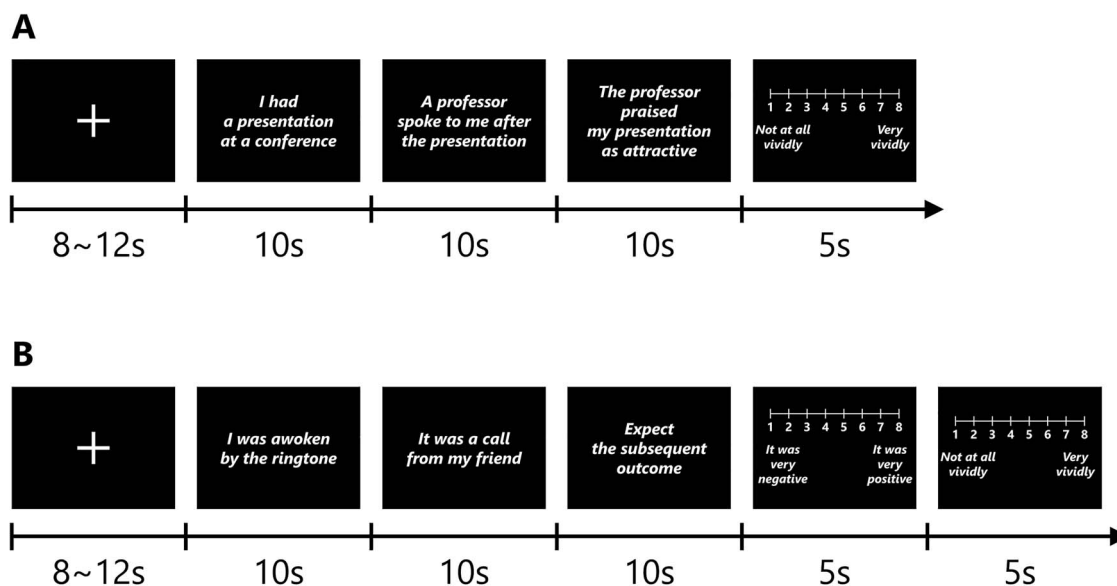 A
I had
a presentation
at a conference
A professor
spoke to me after
the presentation
The professor
praised
my presentation
as attractive
1 2 3 4 5 6 7 8
Not at all
vividly
Very
vividly
8~12s
10s
10s
10s
5s
B
I was awoken
by the ringtone
It was a call
from my friend
Expect
the subsequent
outcome
1 2 3 4 5 6 7 8
It was
very
negative
It was
very
positive
1 2 3 4 5 6 7 8
Not at all
vividly
Very
vividly
8~12s
10s
10s
10s
5s
5s